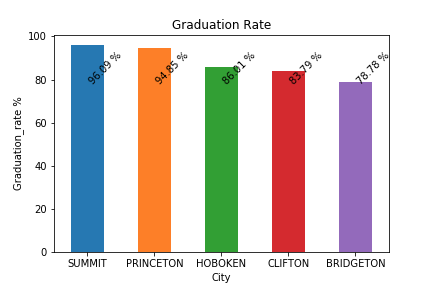 Graduation Rate
Graduation_rate %
100
80
60
40
20
0
96.09 %
94.85 %
86.01 %
83.79 %
78.78 %
SUMMIT
PRINCETON
HOBOKEN
CLIFTON
BRIDGETON
City